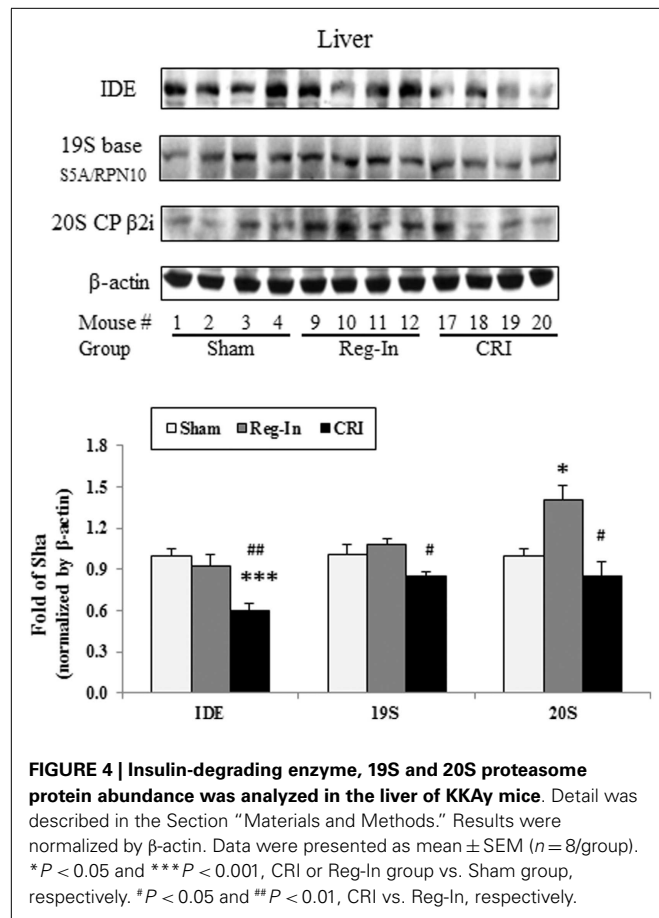 Liver
IDE
19S base
S5A/RPN10
20S CP β2i
β-actin
Mouse # 1 2 3 4 9 10 11 12 17 18 19 20
Group Sham Reg-In CRI
Sham Reg-In CRI
Fold of Sha
(normalized by β-actin)
1.8
1.5
1.2
0.9
0.6
0.3
0.0
##
***
#
*
#
IDE 19S 20S
FIGURE 4 | Insulin-degrading enzyme, 19S and 20S proteasome
protein abundance was analyzed in the liver of KKAy mice. Detail was
described in the Section “Materials and Methods.” Results were
normalized by β-actin. Data were presented as mean ± SEM (n = 8/group).
*P < 0.05 and ***P < 0.001, CRI or Reg-In group vs. Sham group,
respectively. #P < 0.05 and ##P < 0.01, CRI vs. Reg-In, respectively.